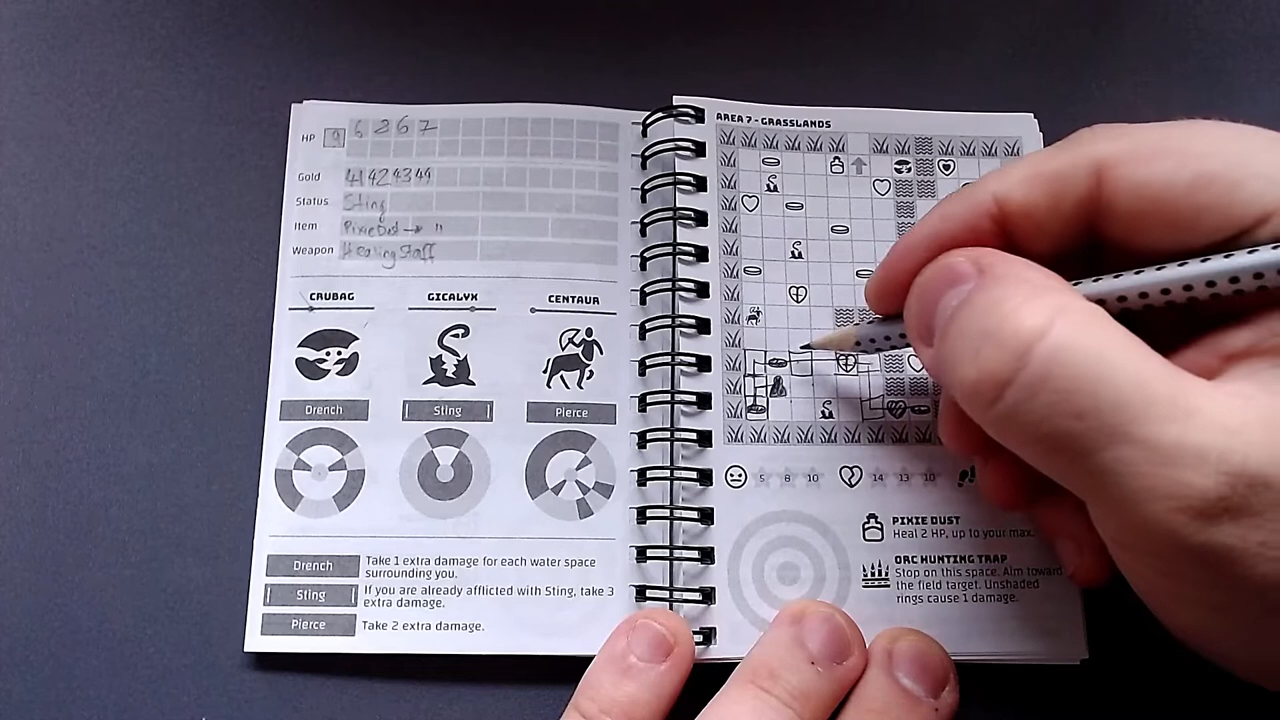 HP 9 6 8 6 7
Gold 41 42 43 44
Status Sting
Item Pixie Dust → "
Weapon Healing Staff
CRUBAG GICALYX CENTAUR
Drench Sting Pierce
Drench Take 1 extra damage for each water space
surrounding you.
Sting If you are already afflicted with Sting, take 3
extra damage.
Pierce Take 2 extra damage.
AREA 7 - GRASSLANDS
5 8 10 14 13 10
PIXIE DUST
Heal 2 HP, up to your max.
ORC HUNTING TRAP
Stop on this space. Aim toward
the field target. Unshaded
rings cause 1 damage.